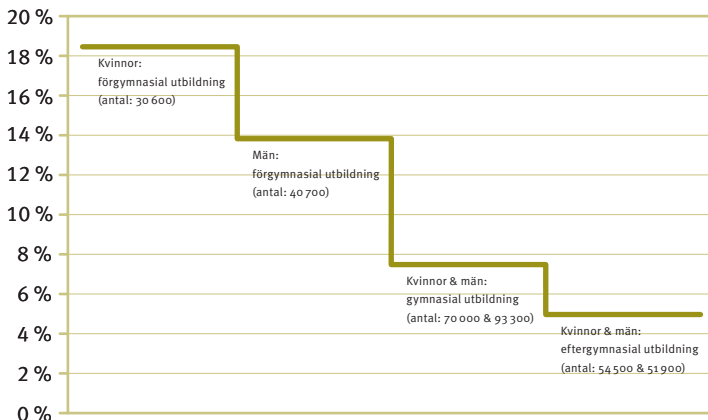 20 %
18 %
16 %
14 %
12 %
10 %
8 %
6 %
4 %
2 %
0 %
Kvinnor:
förgymnasial utbildning
(antal: 30 600)
Män:
förgymnasial utbildning
(antal: 40 700)
Kvinnor & män:
gymnasial utbildning
(antal: 70 000 & 93 300)
Kvinnor & män:
eftergymnasial utbildning
(antal: 54 500 & 51 900)